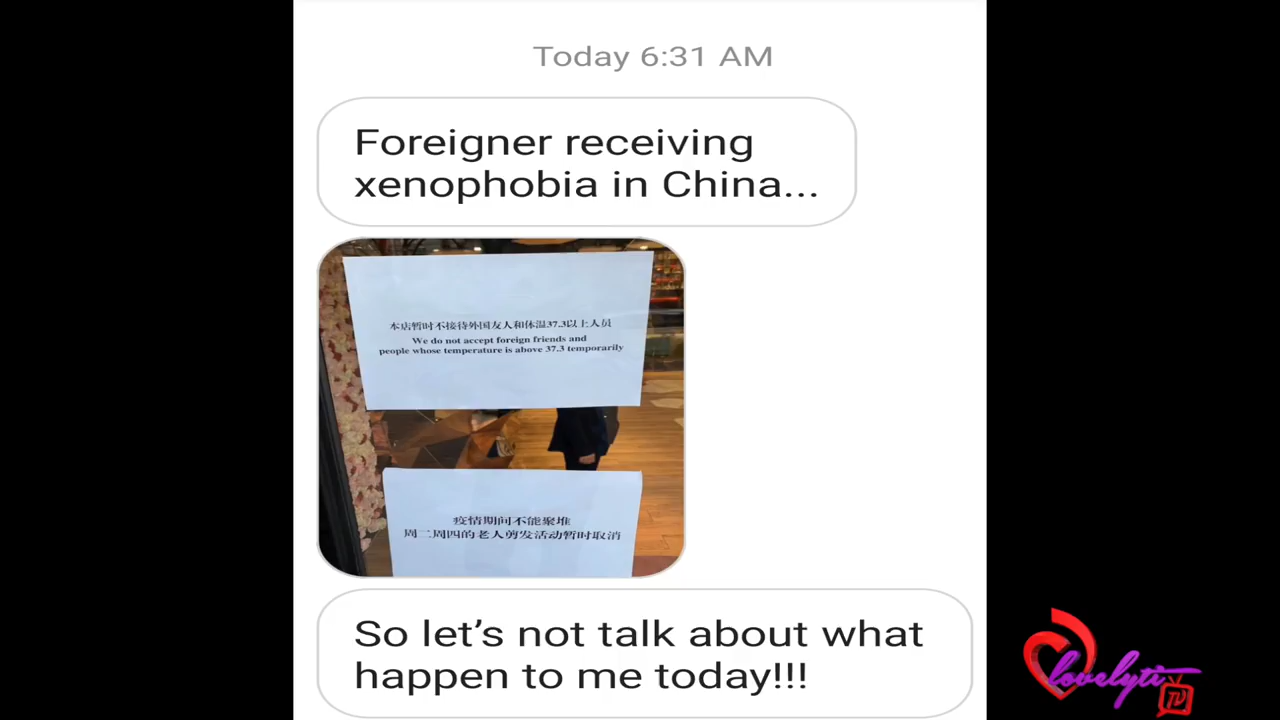 Today 6:31 AM
Foreigner receiving
xenophobia in China...
本店暂时不接待外国友人和体温37.3以上人员
We do not accept foreign friends and
people whose temperature is above 37.3 temporarily
疫情期间不能聚堆
周二周四的老人剪发活动暂时取消
So let's not talk about what
happen to me today!!!
lovelyti
TV